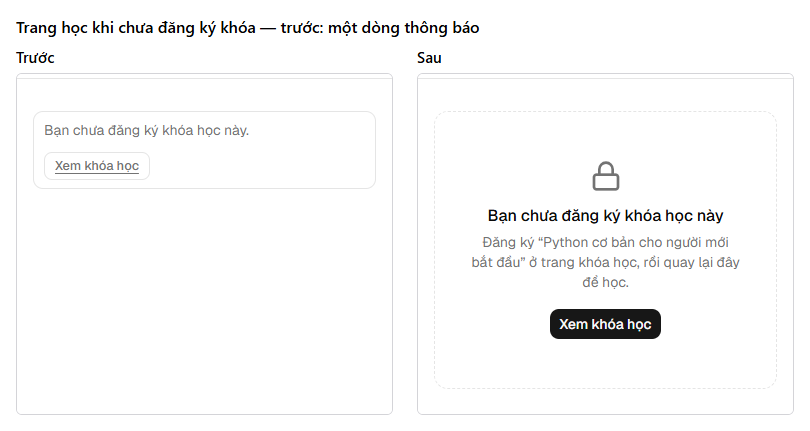 Trang học khi chưa đăng ký khóa — trước: một dòng thông báo
Trước
Sau
Bạn chưa đăng ký khóa học này.
Xem khóa học
Bạn chưa đăng ký khóa học này
Đăng ký “Python cơ bản cho người mới
bắt đầu” ở trang khóa học, rồi quay lại đây
để học.
Xem khóa học